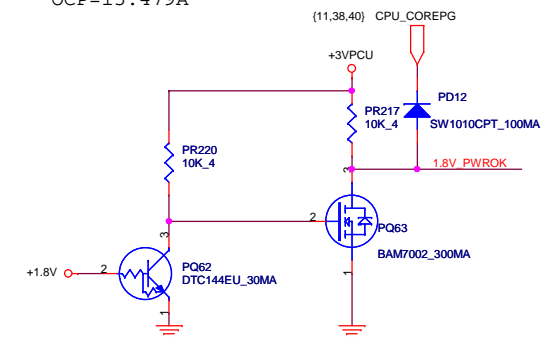 OCP=15.479A
{11,38,40} CPU_COREPG
+3VPCU
PD12
SW1010CPT_100MA
PR217
10K_4
PR220
10K_4
1.8V_PWROK
3
2
PQ63
BAM7002_300MA
1
3
+1.8V
2
PQ62
DTC144EU_30MA
1